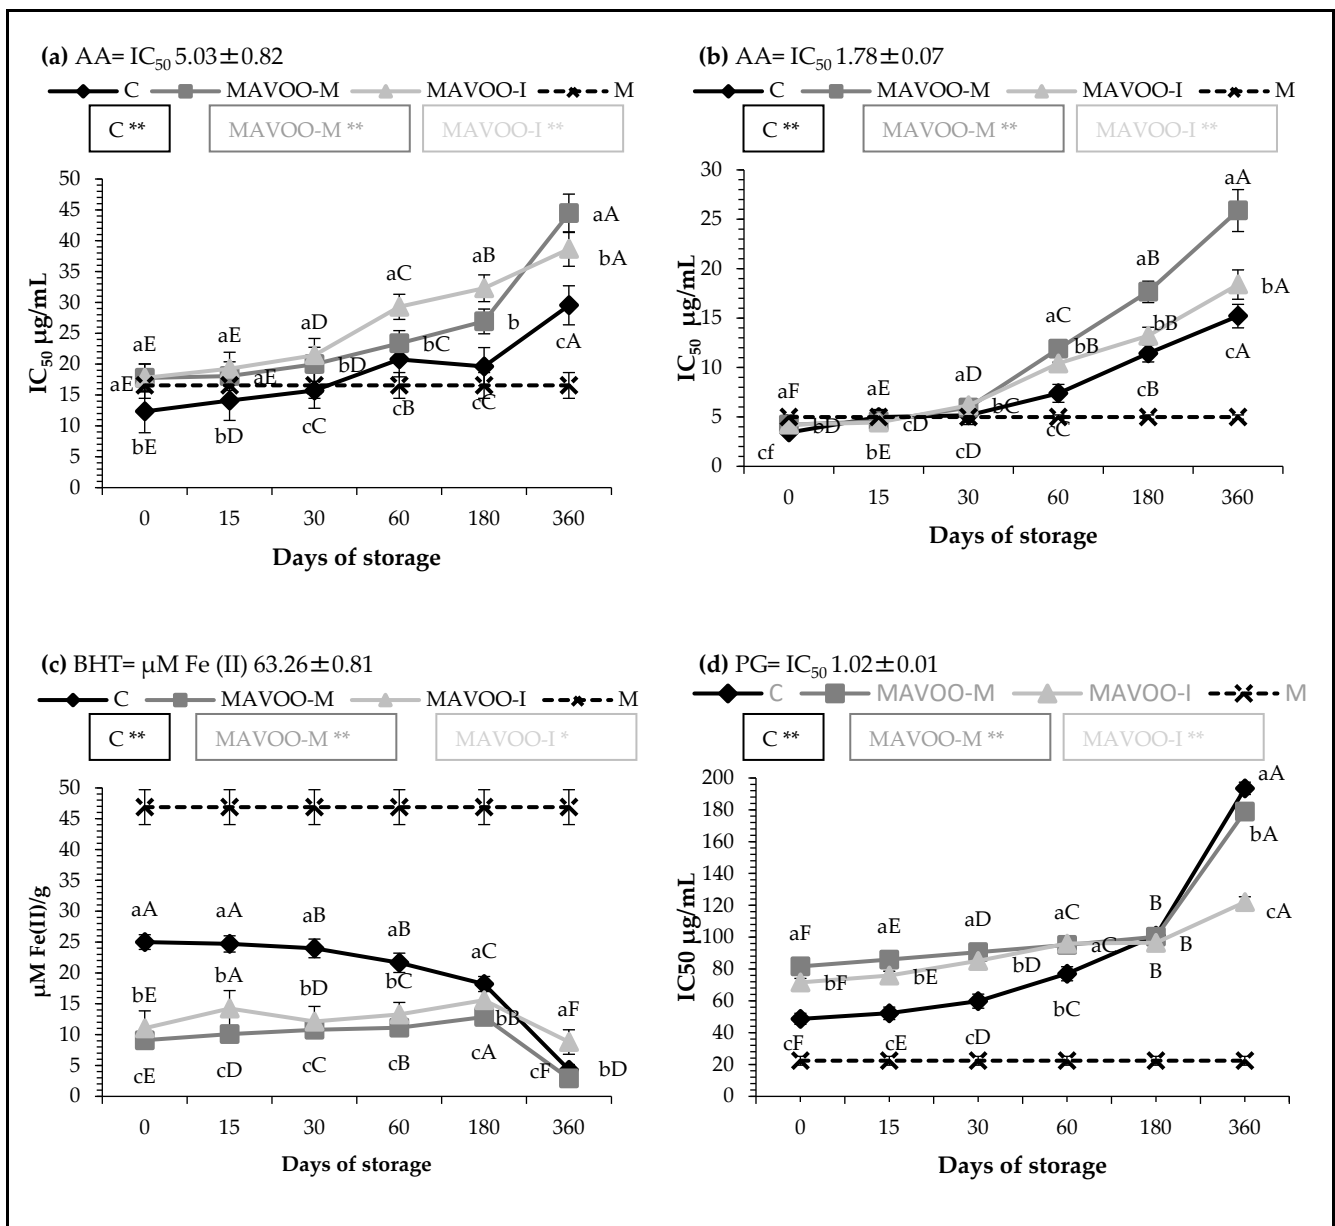 (a) AA= IC50 5.03±0.82
C MAVOO-M MAVOO-I M
C ** MAVOO-M ** MAVOO-I **
IC50 µg/mL
50
45
40
35
30
25
20
15
10
5
0
aE aE aD aC aB aA
aE aE bD bC b bA
bE bD cC cB cC cA
0 15 30 60 180 360
Days of storage
(b) AA= IC50 1.78±0.07
C MAVOO-M MAVOO-I M
C ** MAVOO-M ** MAVOO-I **
IC50 µg/mL
30
25
20
15
10
5
0
aF aE aD aC aB aA
bD cD bC bB bB bA
cf bE cD cC cB cA
0 15 30 60 180 360
Days of storage
(c) BHT= µM Fe (II) 63.26±0.81
C MAVOO-M MAVOO-I M
C ** MAVOO-M ** MAVOO-I *
µM Fe(II)/g
50
45
40
35
30
25
20
15
10
5
0
aA aA aB aB aC aF
bE bA bD bC bB bD
cE cD cC cB cA cF
0 15 30 60 180 360
Days of storage
(d) PG= IC50 1.02±0.01
C MAVOO-M MAVOO-I M
C ** MAVOO-M ** MAVOO-I **
IC50 µg/mL
200
180
160
140
120
100
80
60
40
20
0
aF aE aD aC B aA
bF bE bD aC B bA
cF cE cD bC B cA
0 15 30 60 180 360
Days of storage